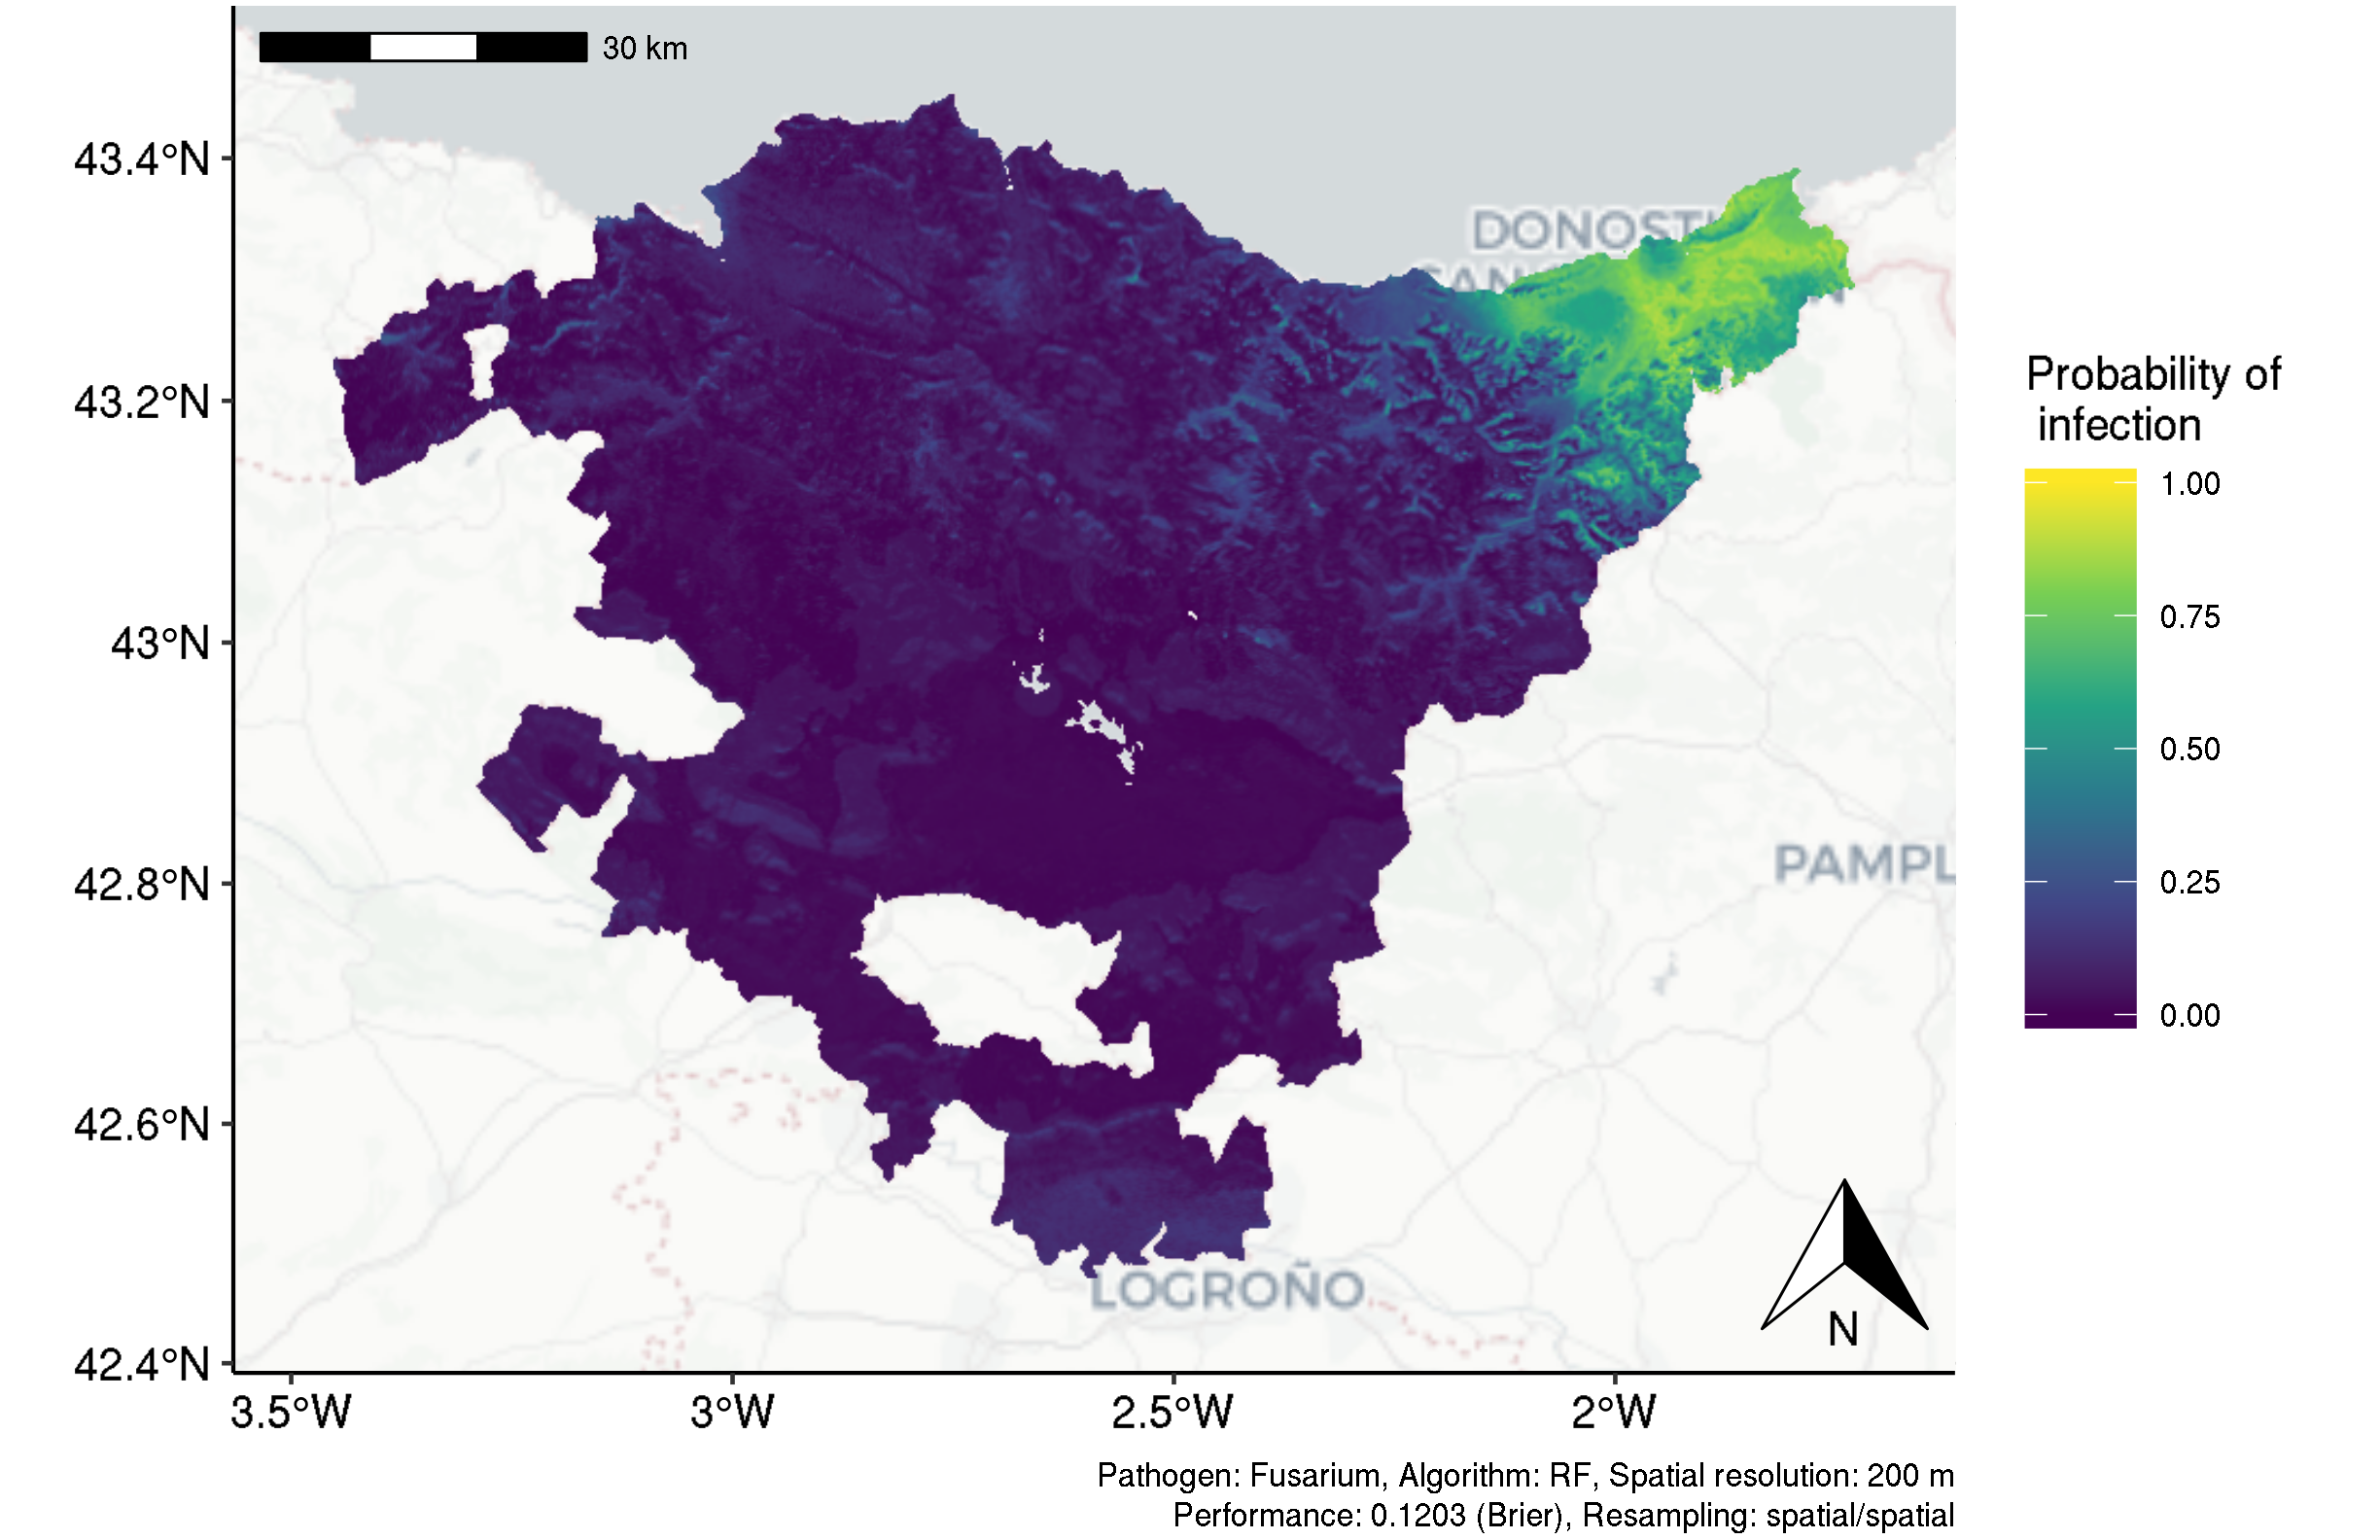 30 km
43.4°N
43.2°N
43°N
42.8°N
42.6°N
42.4°N
3.5°W
3°W
2.5°W
2°W
DONOSTI
SAN
PAMPL
LOGROÑO
N
Probability of
infection
1.00
0.75
0.50
0.25
0.00
Pathogen: Fusarium, Algorithm: RF, Spatial resolution: 200 m
Performance: 0.1203 (Brier), Resampling: spatial/spatial